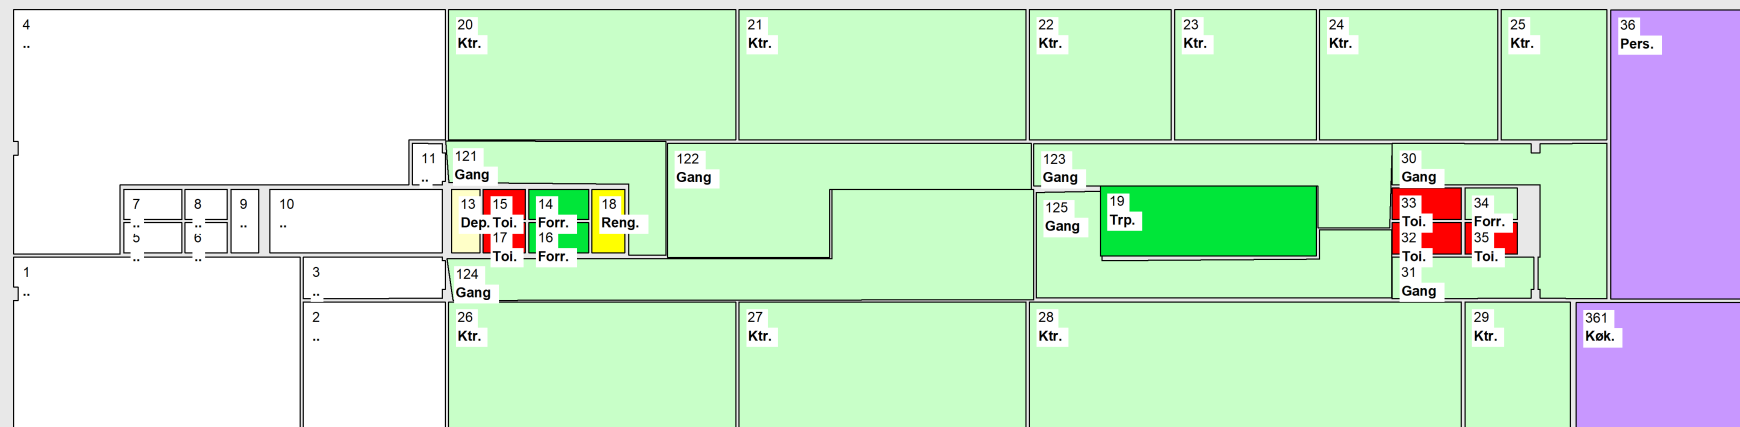 4
..
20
Ktr.
21
Ktr.
22
Ktr.
23
Ktr.
24
Ktr.
25
Ktr.
36
Pers.
11
..
121
Gang
122
Gang
123
Gang
30
Gang
7
..
8
..
9
..
10
..
13
Dep.
15
Toi.
14
Forr.
18
Reng.
125
Gang
19
Trp.
33
Toi.
34
Forr.
5
..
6
..
17
Toi.
16
Forr.
32
Toi.
35
Toi.
1
..
3
..
124
Gang
31
Gang
2
..
26
Ktr.
27
Ktr.
28
Ktr.
29
Ktr.
361
Køk.